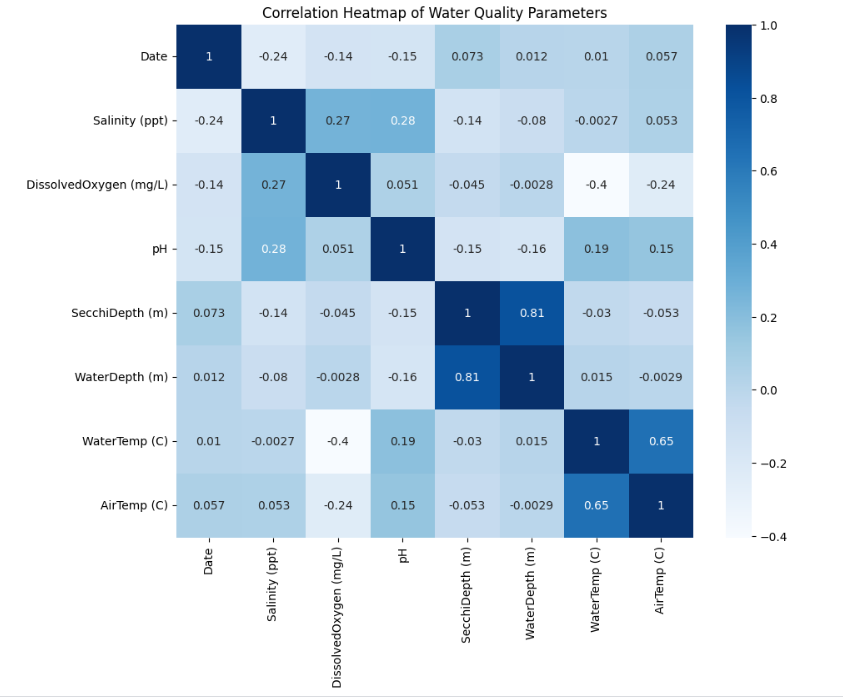 Correlation Heatmap of Water Quality Parameters
Date 1 -0.24 -0.14 -0.15 0.073 0.012 0.01 0.057
Salinity (ppt) -0.24 1 0.27 0.28 -0.14 -0.08 -0.0027 0.053
DissolvedOxygen (mg/L) -0.14 0.27 1 0.051 -0.045 -0.0028 -0.4 -0.24
pH -0.15 0.28 0.051 1 -0.15 -0.16 0.19 0.15
SecchiDepth (m) 0.073 -0.14 -0.045 -0.15 1 0.81 -0.03 -0.053
WaterDepth (m) 0.012 -0.08 -0.0028 -0.16 0.81 1 0.015 -0.0029
WaterTemp (C) 0.01 -0.0027 -0.4 0.19 -0.03 0.015 1 0.65
AirTemp (C) 0.057 0.053 -0.24 0.15 -0.053 -0.0029 0.65 1
Date
Salinity (ppt)
DissolvedOxygen (mg/L)
pH
SecchiDepth (m)
WaterDepth (m)
WaterTemp (C)
AirTemp (C)
1.0
0.8
0.6
0.4
0.2
0.0
−0.2
−0.4